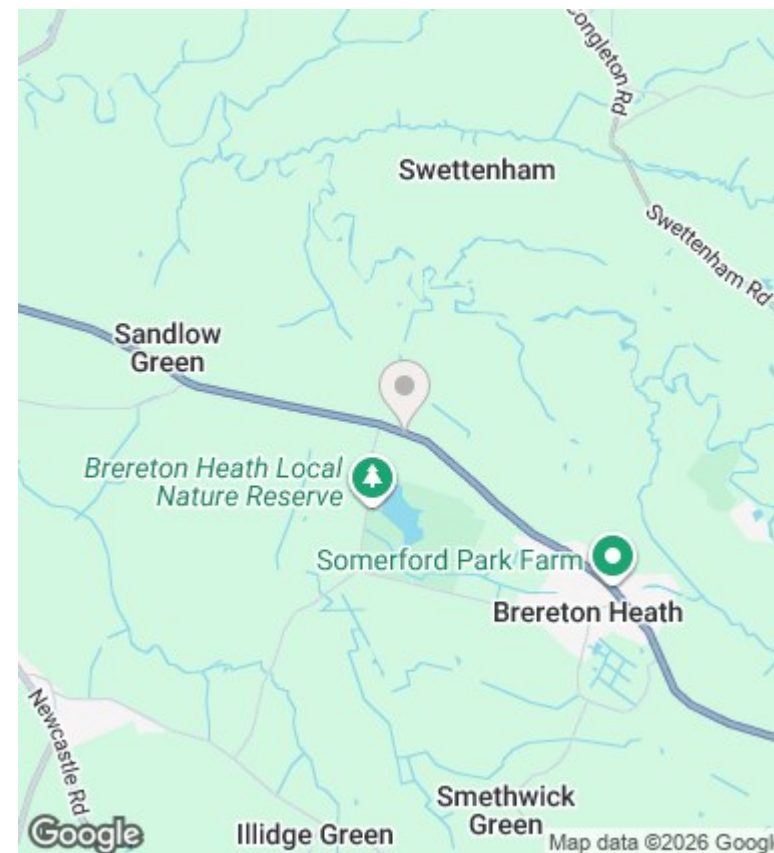 Congleton Rd
Swettenham
Swettenham Rd
Sandlow
Green
Brereton Heath Local
Nature Reserve
Somerford Park Farm
Brereton Heath
Newcastle Rd
Smethwick
Green
Illidge Green
Google
Map data ©2026 Googl